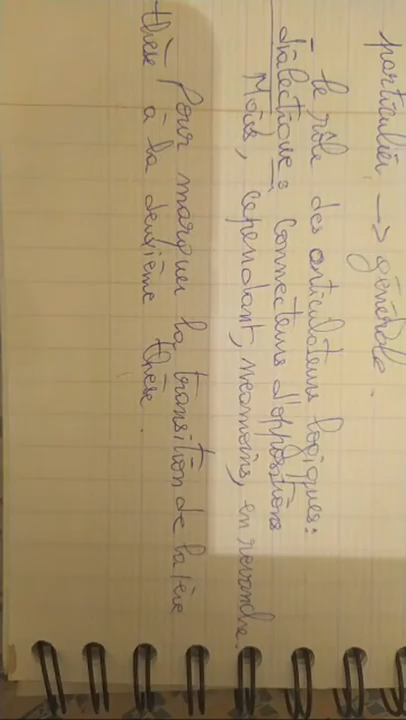 particulier → générale.
le rôle des articulateurs logiques:
Dialectique: Connecteurs d'oppositions
Mais, cependant, neamoins, en revanche.
→ Pour marquer la transition de la 1ère
thèse à la deuxième thèse.